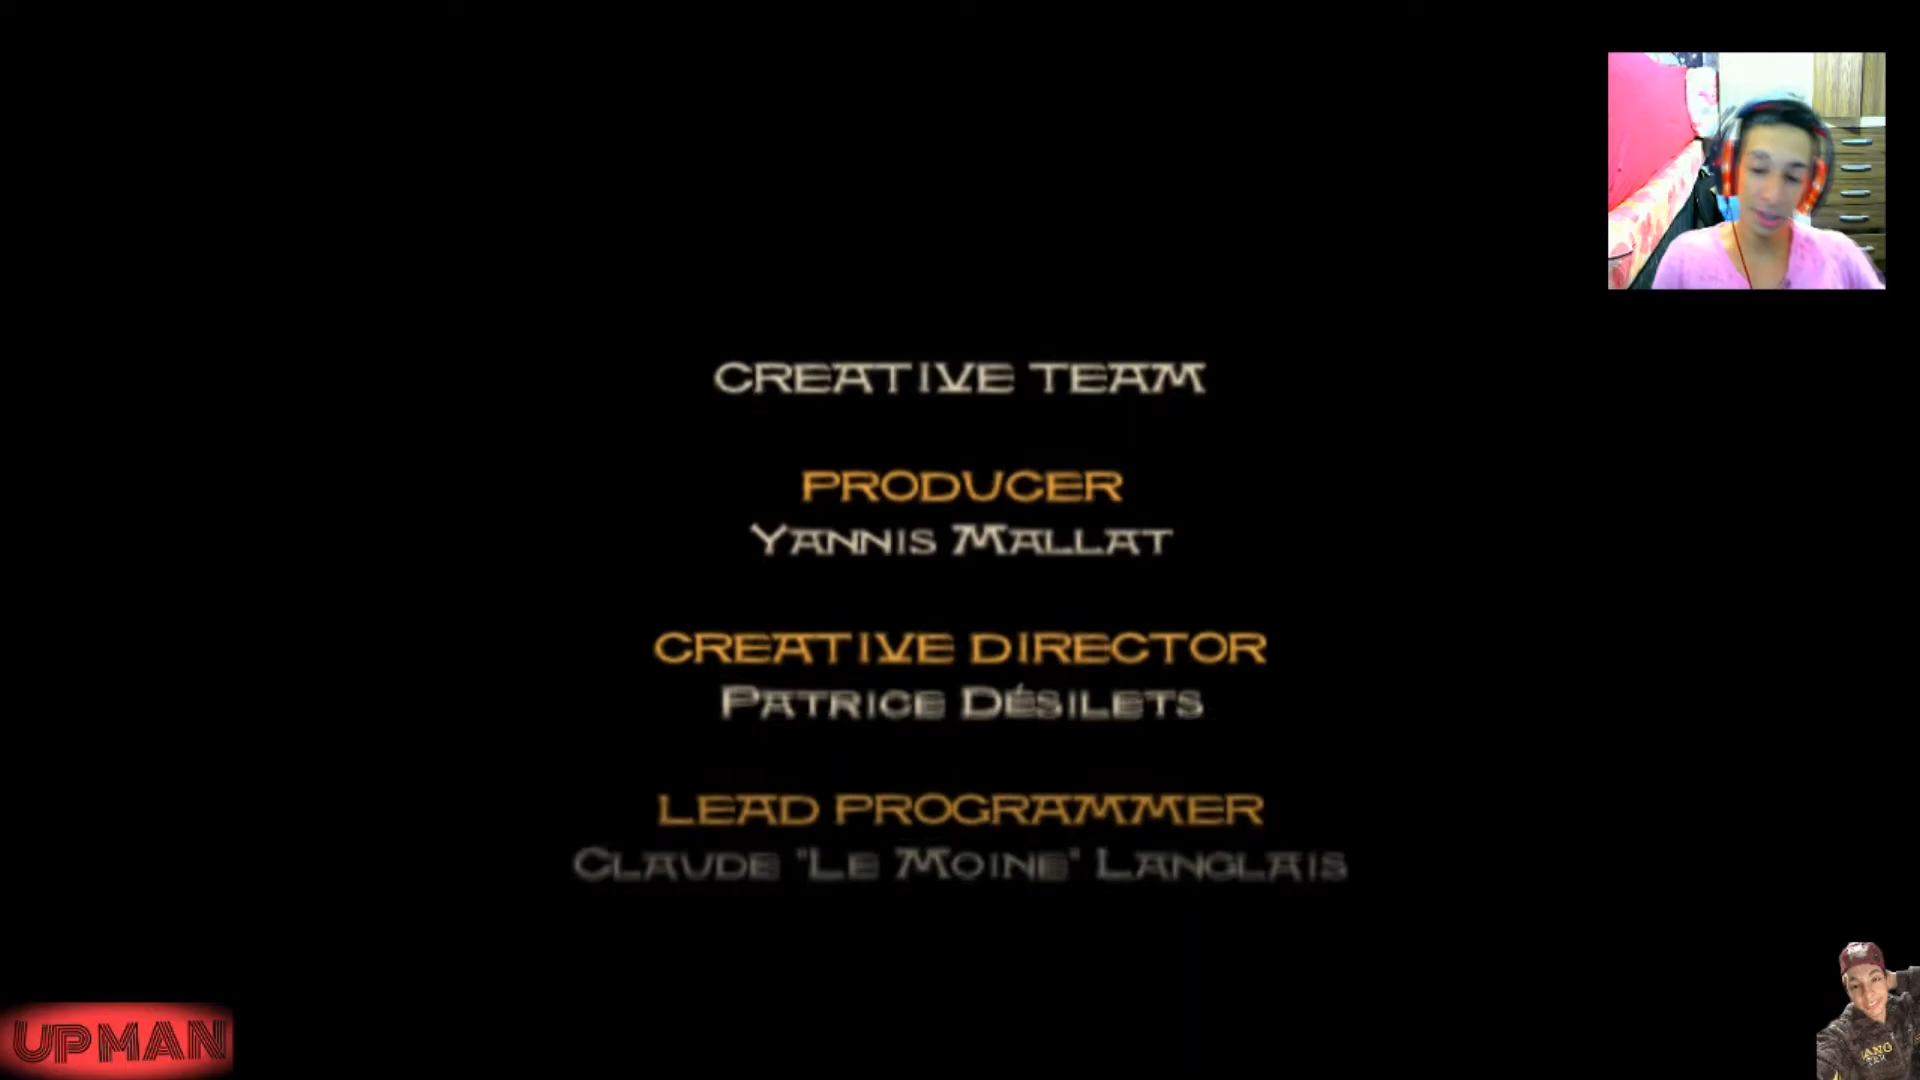 CREATIVE TEAM
PRODUCER
YANNIS MALLAT
CREATIVE DIRECTOR
PATRICE DÉSILETS
LEAD PROGRAMMER
CLAUDE "LE MOINE" LANGLAIS
UPMAN